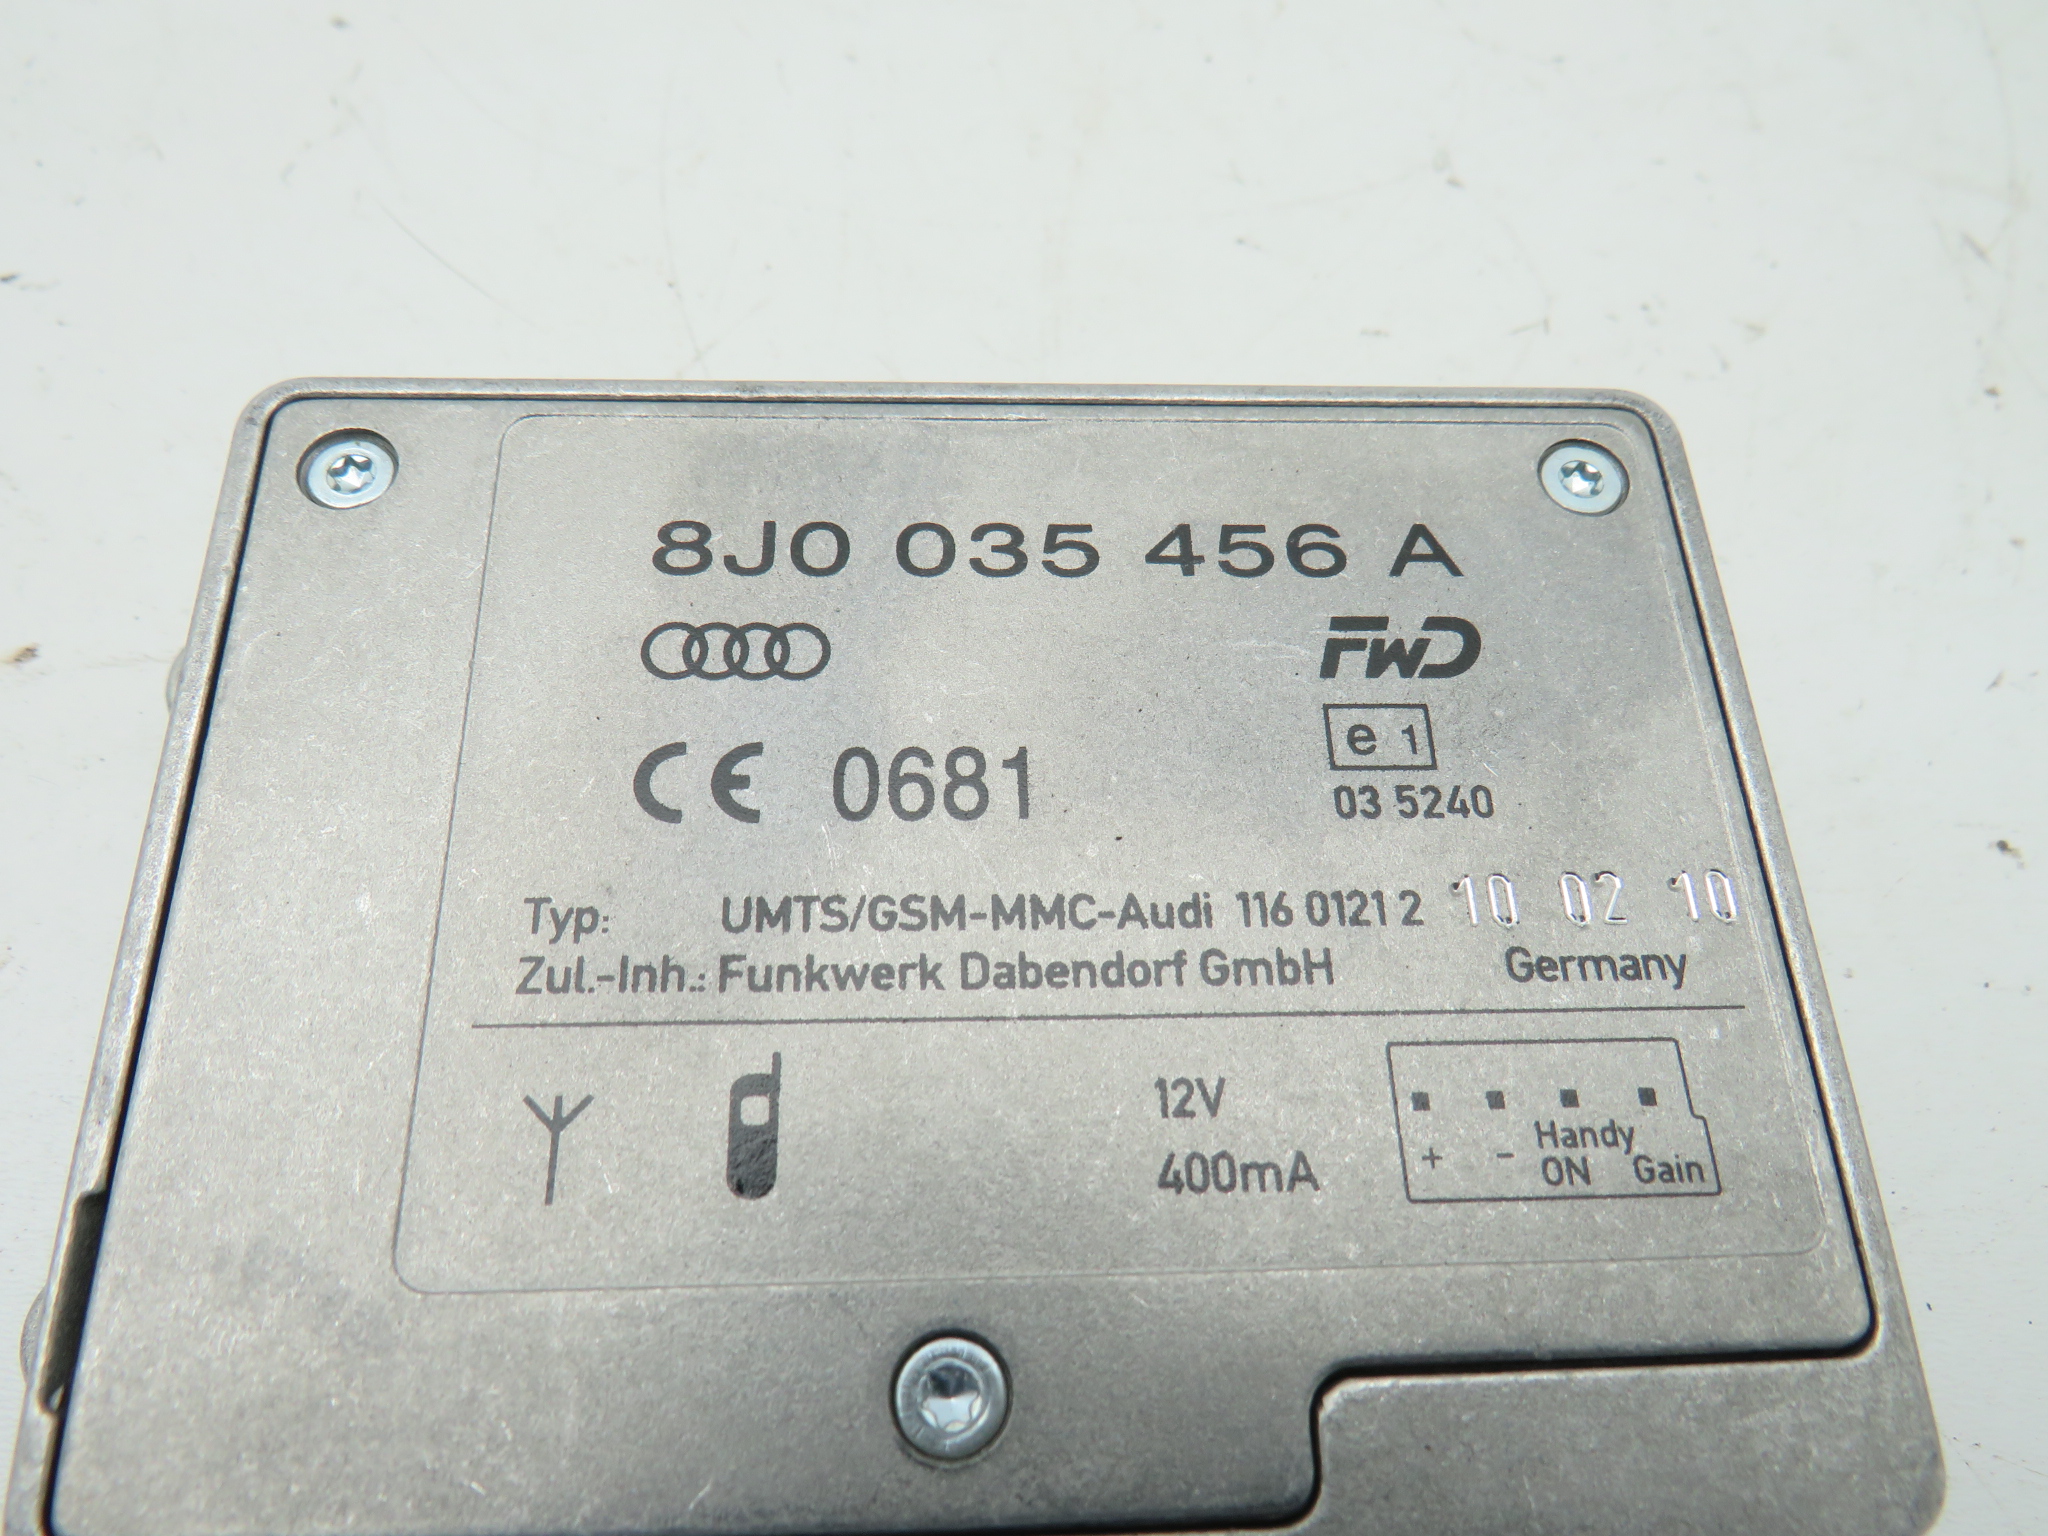 8J0 035 456 A
FWD
e 1
CE 0681
03 5240
Typ: UMTS/GSM-MMC-Audi 116 0121 2 10 02 10
Zul.-Inh.: Funkwerk Dabendorf GmbH Germany
12V
400mA
+ - Handy ON Gain